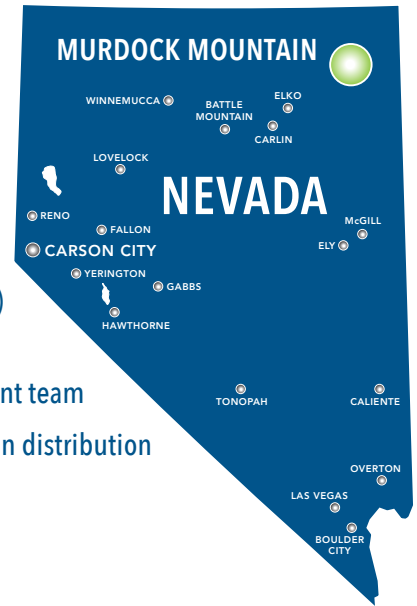 MURDOCK MOUNTAIN
ELKO
WINNEMUCCA
BATTLE
MOUNTAIN
CARLIN
LOVELOCK
NEVADA
RENO
McGILL
FALLON
ELY
CARSON CITY
YERINGTON
GABBS
HAWTHORNE
nt team
TONOPAH
CALIENTE
n distribution
OVERTON
LAS VEGAS
BOULDER
CITY